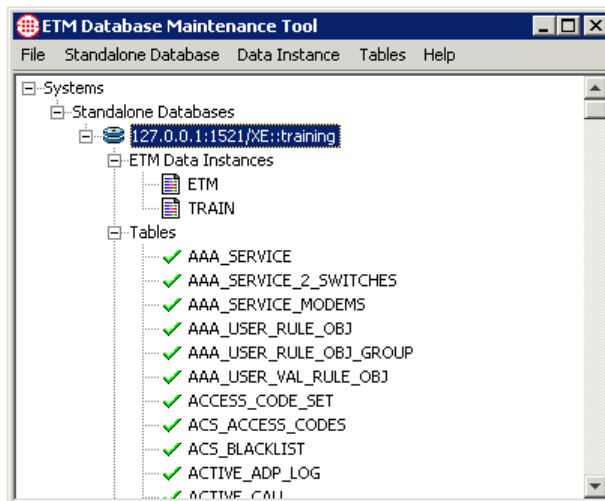 ETM Database Maintenance Tool
File Standalone Database Data Instance Tables Help
Systems
Standalone Databases
127.0.0.1:1521/XE::training
ETM Data Instances
ETM
TRAIN
Tables
AAA_SERVICE
AAA_SERVICE_2_SWITCHES
AAA_SERVICE_MODEMS
AAA_USER_RULE_OBJ
AAA_USER_RULE_OBJ_GROUP
AAA_USER_VAL_RULE_OBJ
ACCESS_CODE_SET
ACS_ACCESS_CODES
ACS_BLACKLIST
ACTIVE_ADP_LOG
ACTIVE_CALL